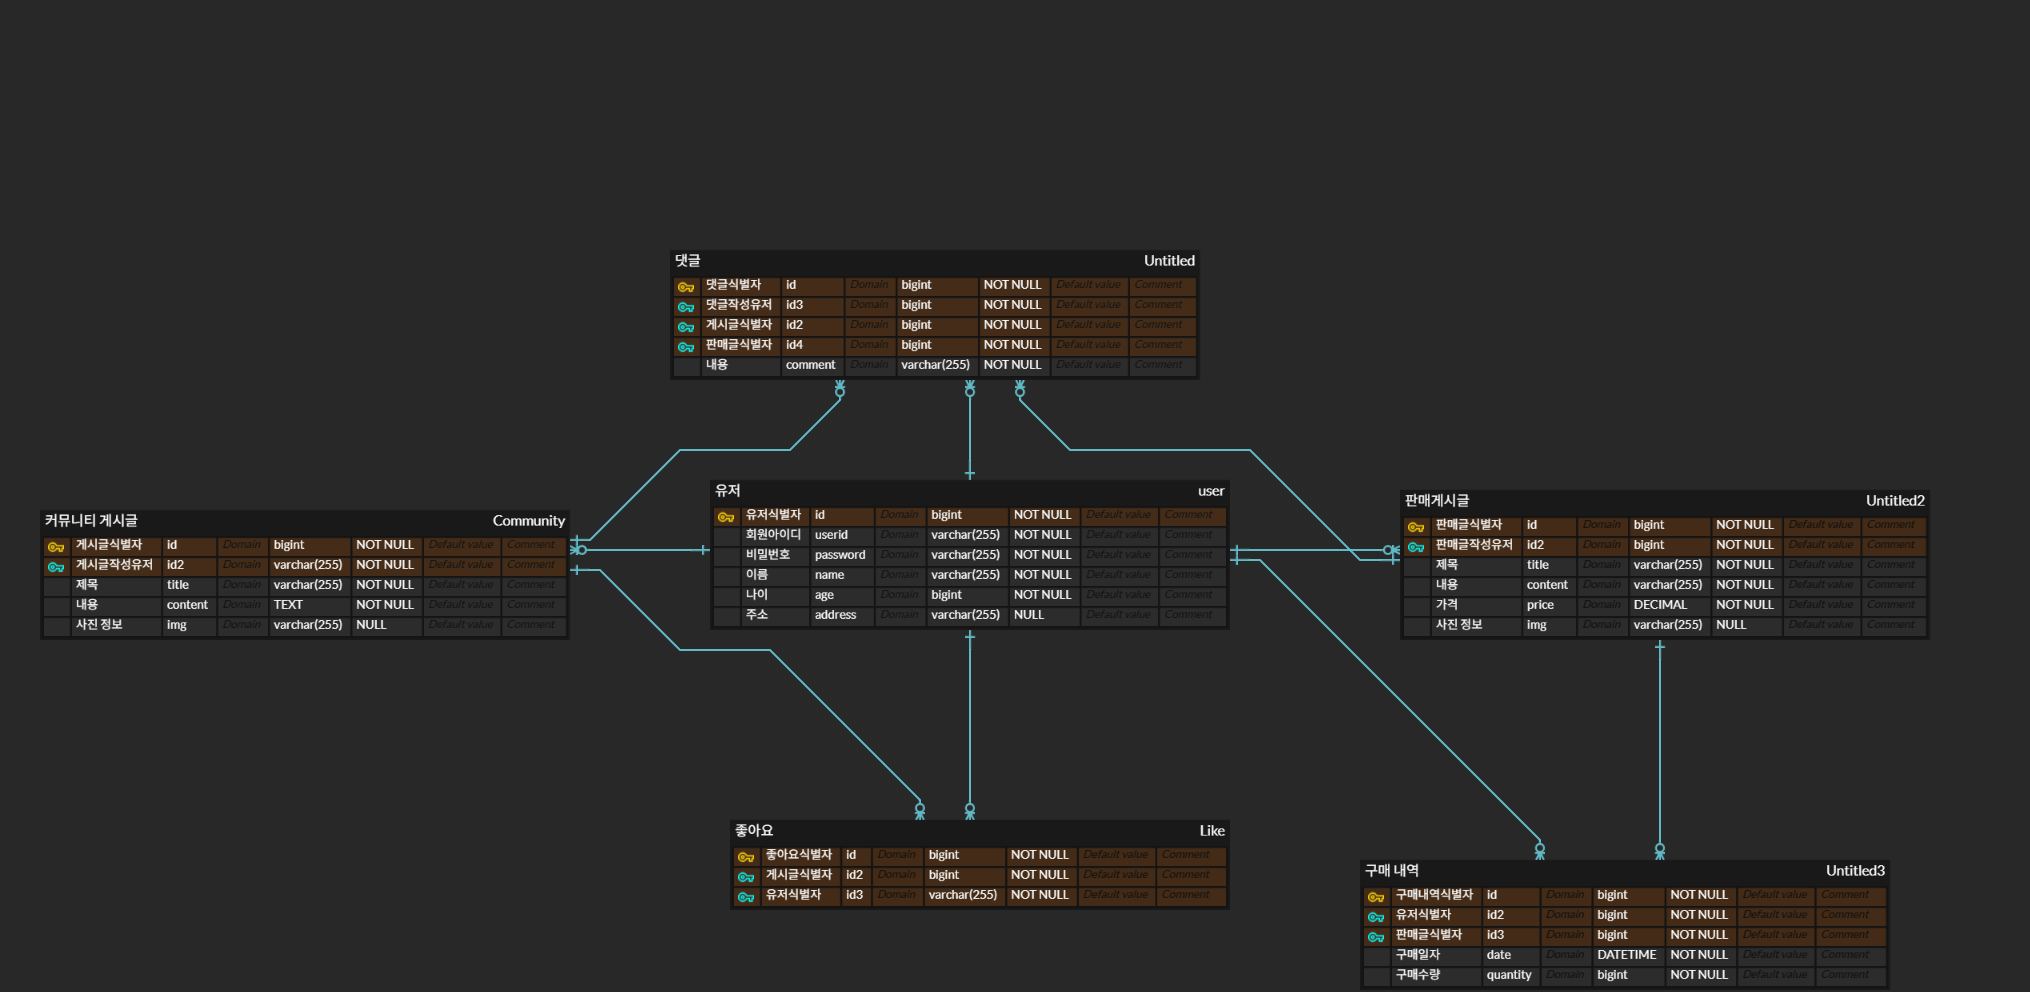 댓글 Untitled
댓글식별자 id Domain bigint NOT NULL Default value Comment
댓글작성유저 id3 Domain bigint NOT NULL Default value Comment
게시글식별자 id2 Domain bigint NOT NULL Default value Comment
판매글식별자 id4 Domain bigint NOT NULL Default value Comment
내용 comment Domain varchar(255) NOT NULL Default value Comment
커뮤니티 게시글 Community
게시글식별자 id Domain bigint NOT NULL Default value Comment
게시글작성유저 id2 Domain varchar(255) NOT NULL Default value Comment
제목 title Domain varchar(255) NOT NULL Default value Comment
내용 content Domain TEXT NOT NULL Default value Comment
사진 정보 img Domain varchar(255) NULL Default value Comment
유저 user
유저식별자 id Domain bigint NOT NULL Default value Comment
회원아이디 userid Domain varchar(255) NOT NULL Default value Comment
비밀번호 password Domain varchar(255) NOT NULL Default value Comment
이름 name Domain varchar(255) NOT NULL Default value Comment
나이 age Domain bigint NOT NULL Default value Comment
주소 address Domain varchar(255) NULL Default value Comment
판매게시글 Untitled2
판매글식별자 id Domain bigint NOT NULL Default value Comment
판매글작성유저 id2 Domain bigint NOT NULL Default value Comment
제목 title Domain varchar(255) NOT NULL Default value Comment
내용 content Domain varchar(255) NOT NULL Default value Comment
가격 price Domain DECIMAL NOT NULL Default value Comment
사진 정보 img Domain varchar(255) NULL Default value Comment
좋아요 Like
좋아요식별자 id Domain bigint NOT NULL Default value Comment
게시글식별자 id2 Domain bigint NOT NULL Default value Comment
유저식별자 id3 Domain varchar(255) NOT NULL Default value Comment
구매 내역 Untitled3
구매내역식별자 id Domain bigint NOT NULL Default value Comment
유저식별자 id2 Domain bigint NOT NULL Default value Comment
판매글식별자 id3 Domain bigint NOT NULL Default value Comment
구매일자 date Domain DATETIME NOT NULL Default value Comment
구매수량 quantity Domain bigint NOT NULL Default value Comment